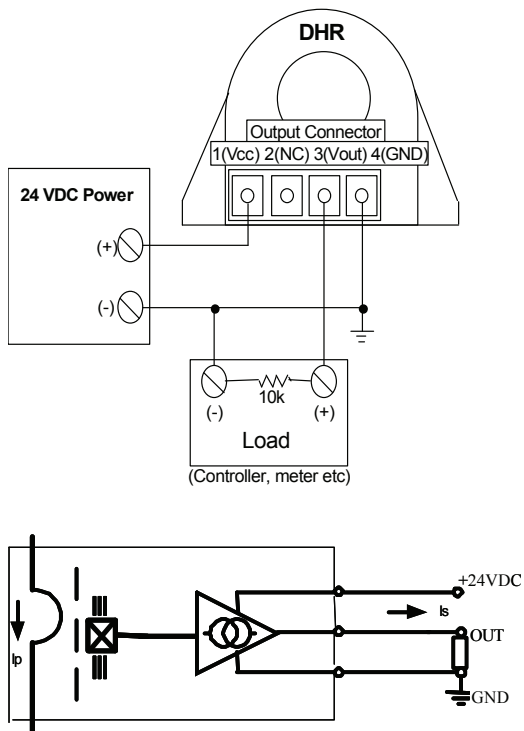 DHR
Output Connector
1(Vcc) 2(NC) 3(Vout) 4(GND)
24 VDC Power
(+)
(-)
10k
(-)
(+)
Load
(Controller, meter etc)
+24VDC
Is
OUT
Ip
GND